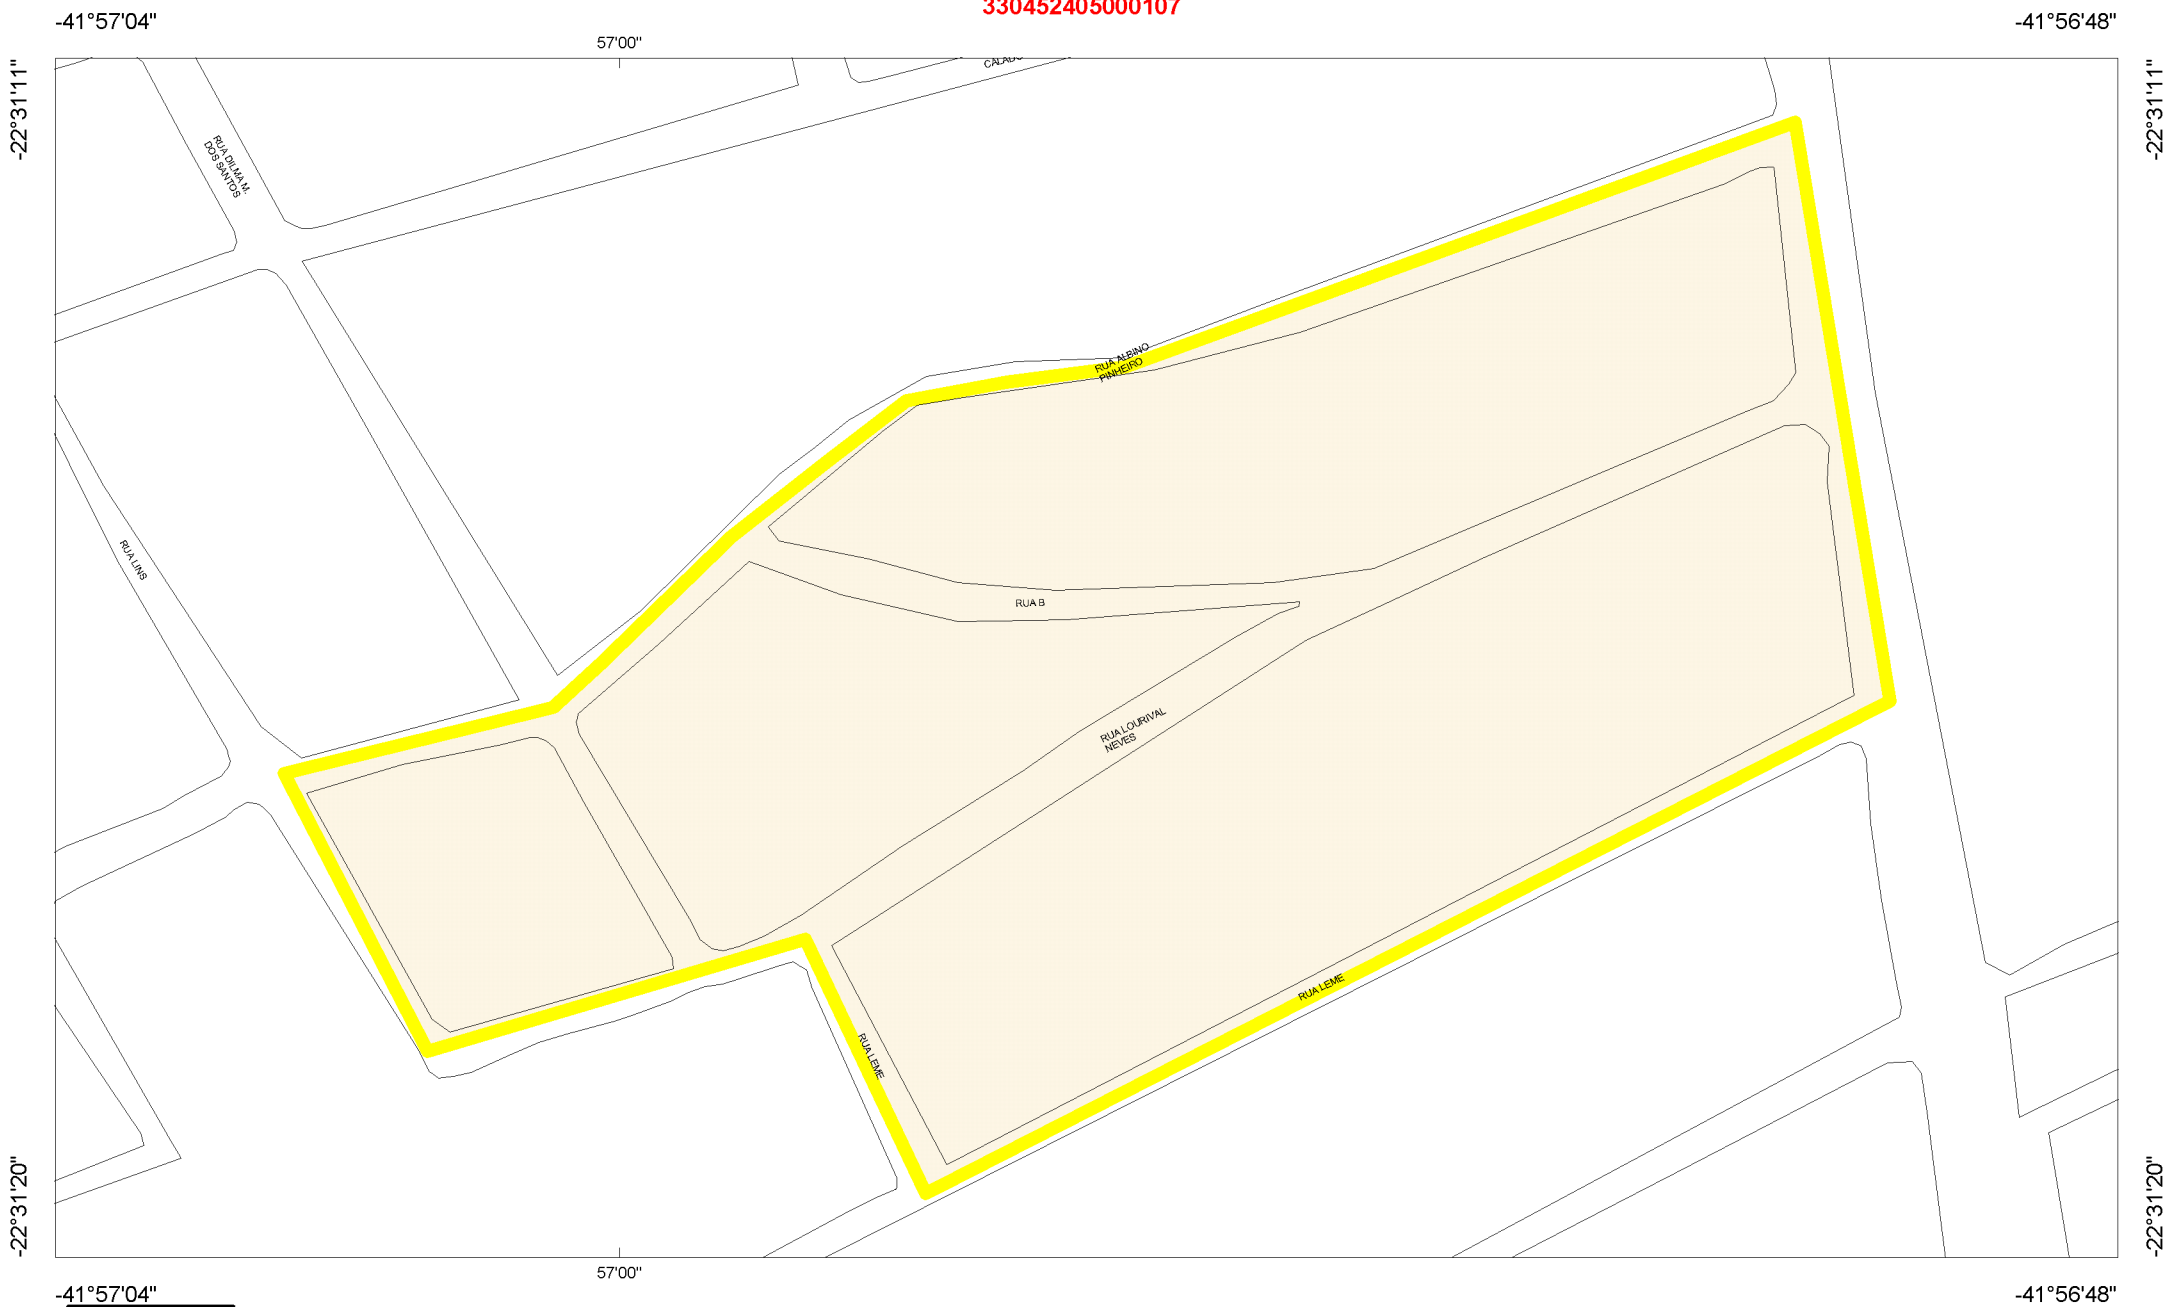 330452405000107
-41°57'04"
-41°56'48"
57'00"
-22°31'11"
-22°31'11"
RUA DILMA M.
DOS SANTOS
RUA ALBINO
PINHEIRO
RUA LINS
RUA B
RUA LOURIVAL
NEVES
RUA LEME
RUA LEME
-22°31'20"
-22°31'20"
57'00"
-41°57'04"
-41°56'48"